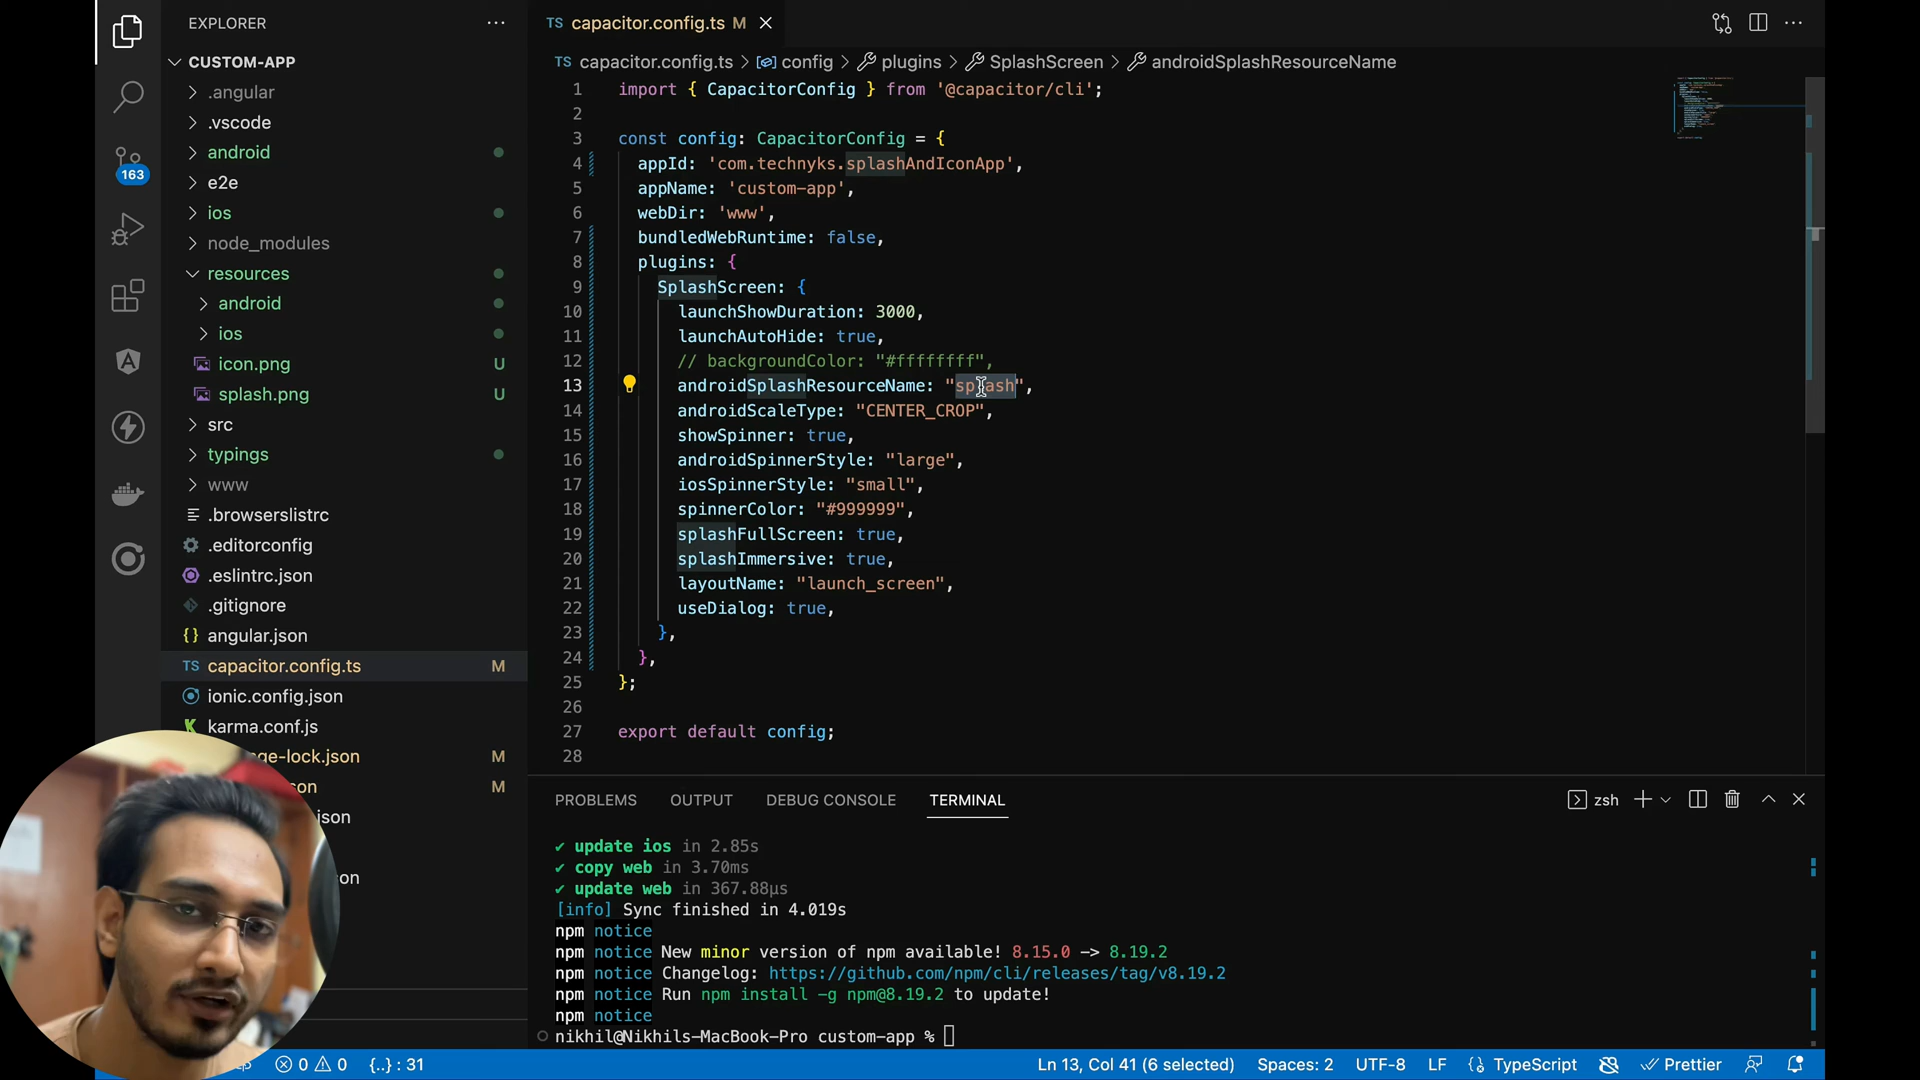 EXPLORER
CUSTOM-APP
.angular
.vscode
android
e2e
ios
node_modules
resources
android
ios
icon.png U
splash.png U
src
typings
www
.browserslistrc
.editorconfig
.eslintrc.json
.gitignore
angular.json
TS capacitor.config.ts M
ionic.config.json
karma.conf.js
ge-lock.json M
on M
.json
on
163
TS capacitor.config.ts M
TS capacitor.config.ts > config > plugins > SplashScreen > androidSplashResourceName
1 import { CapacitorConfig } from '@capacitor/cli';
2
3 const config: CapacitorConfig = {
4 appId: 'com.technyks.splashAndIconApp',
5 appName: 'custom-app',
6 webDir: 'www',
7 bundledWebRuntime: false,
8 plugins: {
9 SplashScreen: {
10 launchShowDuration: 3000,
11 launchAutoHide: true,
12 // backgroundColor: "#ffffffff",
13 androidSplashResourceName: "splash",
14 androidScaleType: "CENTER_CROP",
15 showSpinner: true,
16 androidSpinnerStyle: "large",
17 iosSpinnerStyle: "small",
18 spinnerColor: "#999999",
19 splashFullScreen: true,
20 splashImmersive: true,
21 layoutName: "launch_screen",
22 useDialog: true,
23 },
24 },
25 };
26
27 export default config;
28
PROBLEMS OUTPUT DEBUG CONSOLE TERMINAL zsh
✔ update ios in 2.85s
✔ copy web in 3.70ms
✔ update web in 367.88μs
[info] Sync finished in 4.019s
npm notice
npm notice New minor version of npm available! 8.15.0 -> 8.19.2
npm notice Changelog: https://github.com/npm/cli/releases/tag/v8.19.2
npm notice Run npm install -g npm@8.19.2 to update!
npm notice
nikhil@Nikhils-MacBook-Pro custom-app %
0 0 {..} : 31 Ln 13, Col 41 (6 selected) Spaces: 2 UTF-8 LF {} TypeScript Prettier